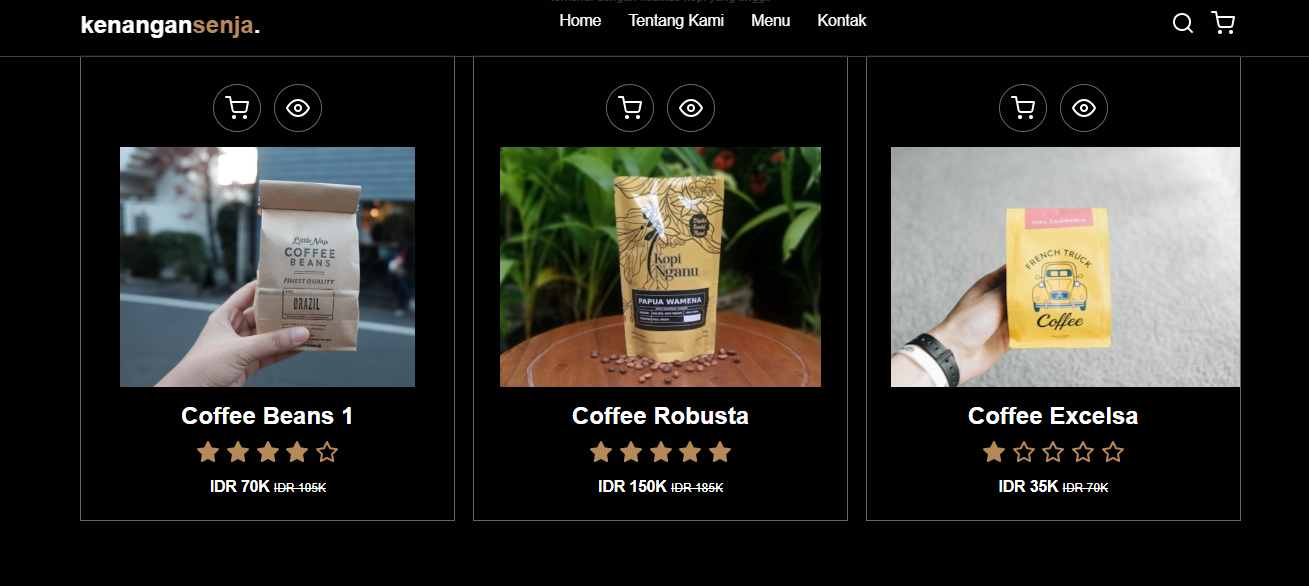 kenangansenja.
Home Tentang Kami Menu Kontak
Little Nap
COFFEE
BEANS
FINEST QUALITY
BRAZIL
Kopi
Nganu
PAPUA WAMENA
PERU CAJAMARCA
FRENCH TRUCK
Coffee
Coffee Beans 1
IDR 70K IDR 105K
Coffee Robusta
IDR 150K IDR 185K
Coffee Excelsa
IDR 35K IDR 70K